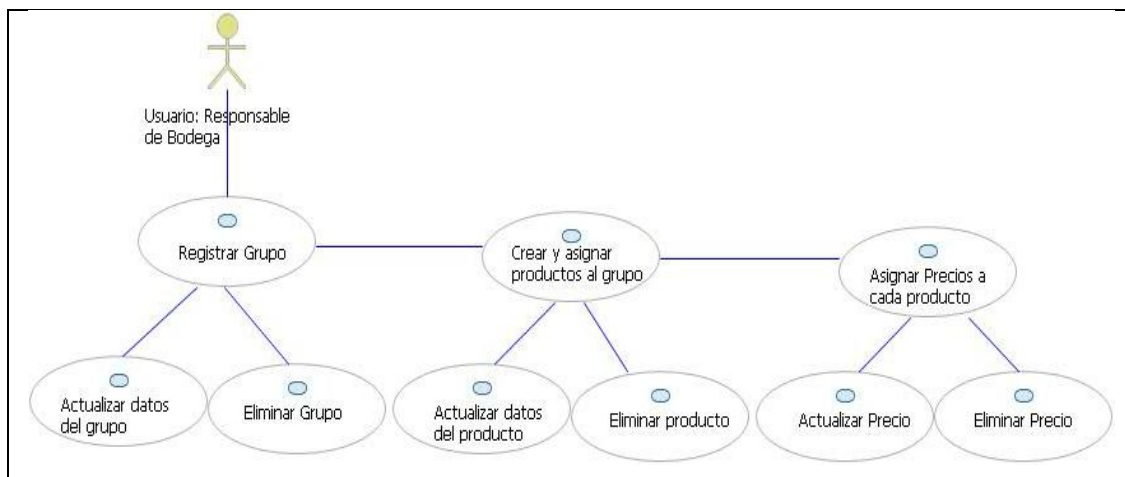 Usuario: Responsable
de Bodega
Registrar Grupo
Crear y asignar
productos al grupo
Asignar Precios a
cada producto
Actualizar datos
del grupo
Eliminar Grupo
Actualizar datos
del producto
Eliminar producto
Actualizar Precio
Eliminar Precio